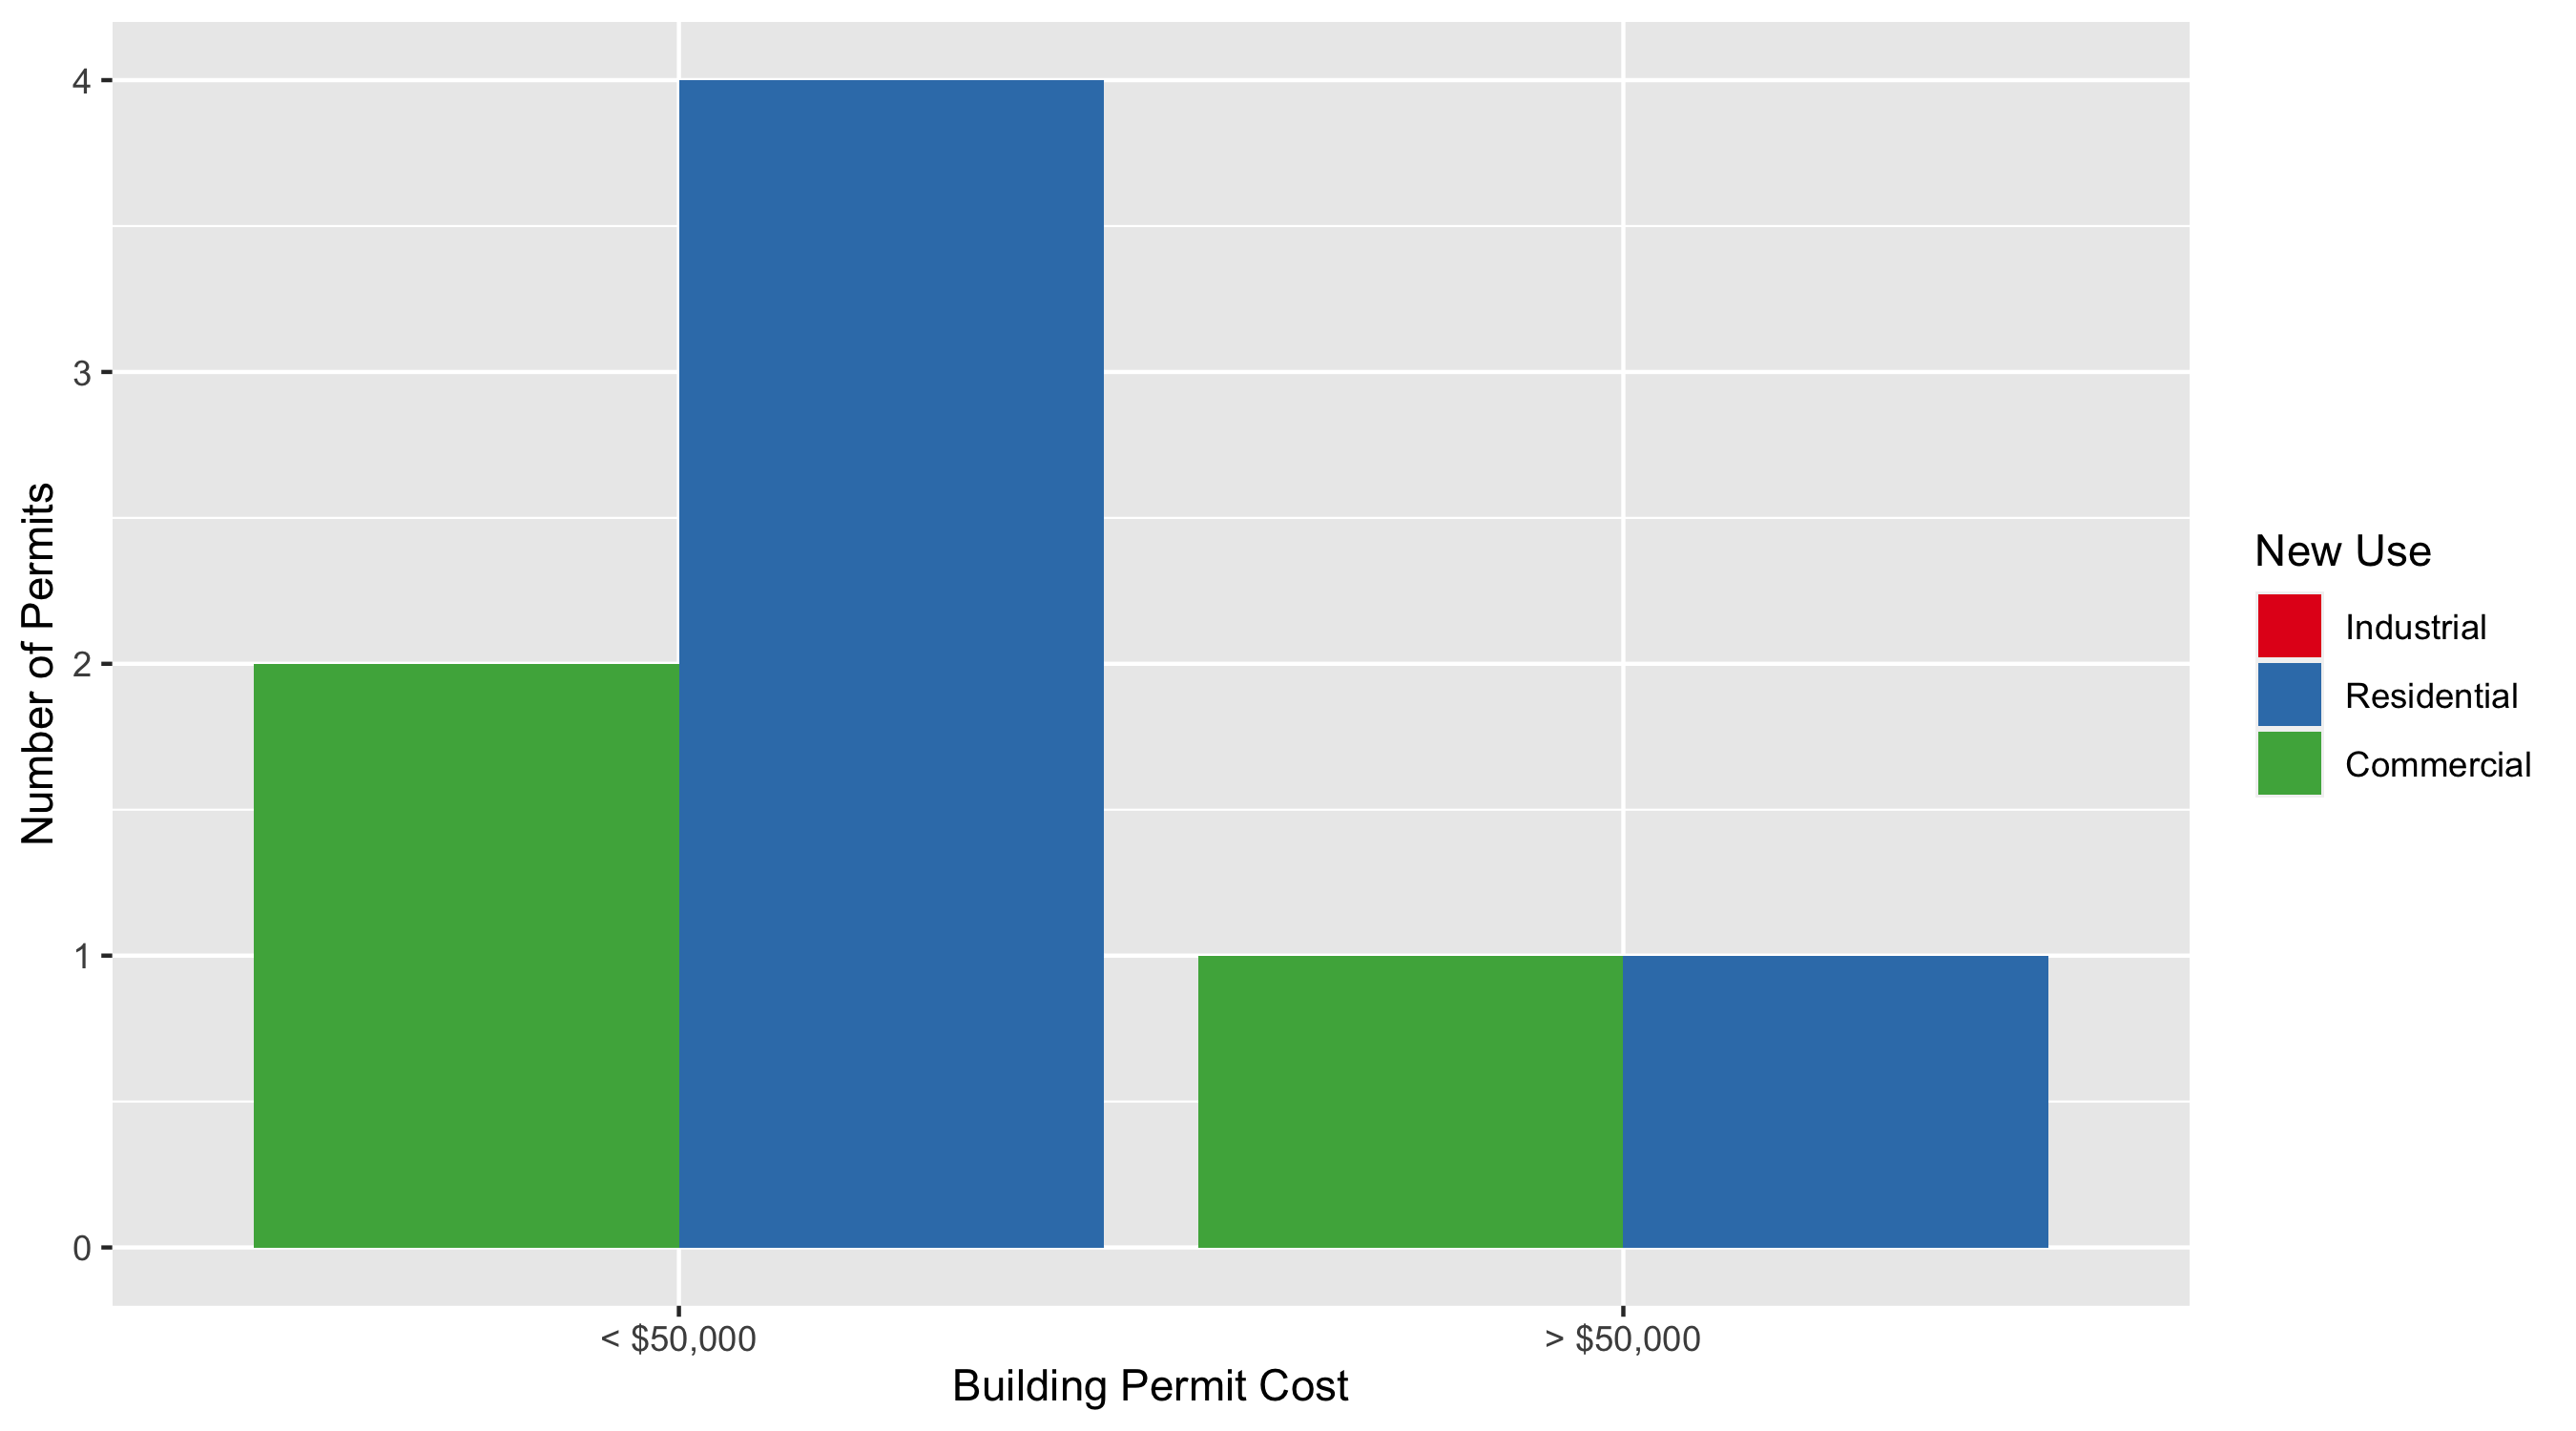 4
3
2
1
0
Number of Permits
< $50,000
> $50,000
Building Permit Cost
New Use
Industrial
Residential
Commercial